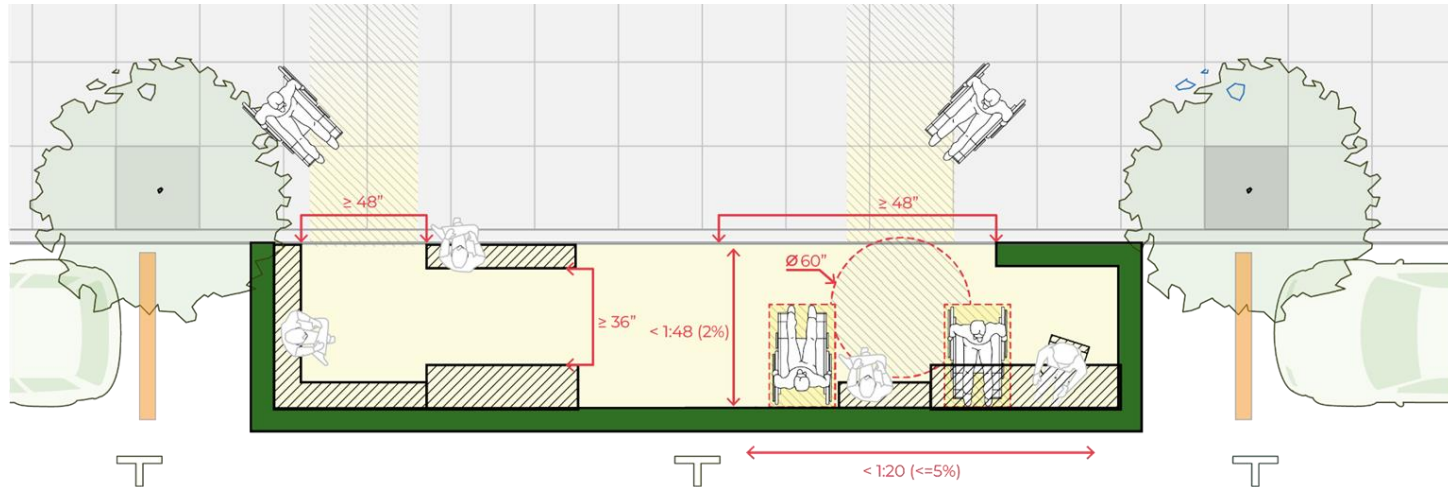 ≥ 48”
≥ 48”
Ø 60”
≥ 36”
< 1:48 (2%)
< 1:20 (<=5%)